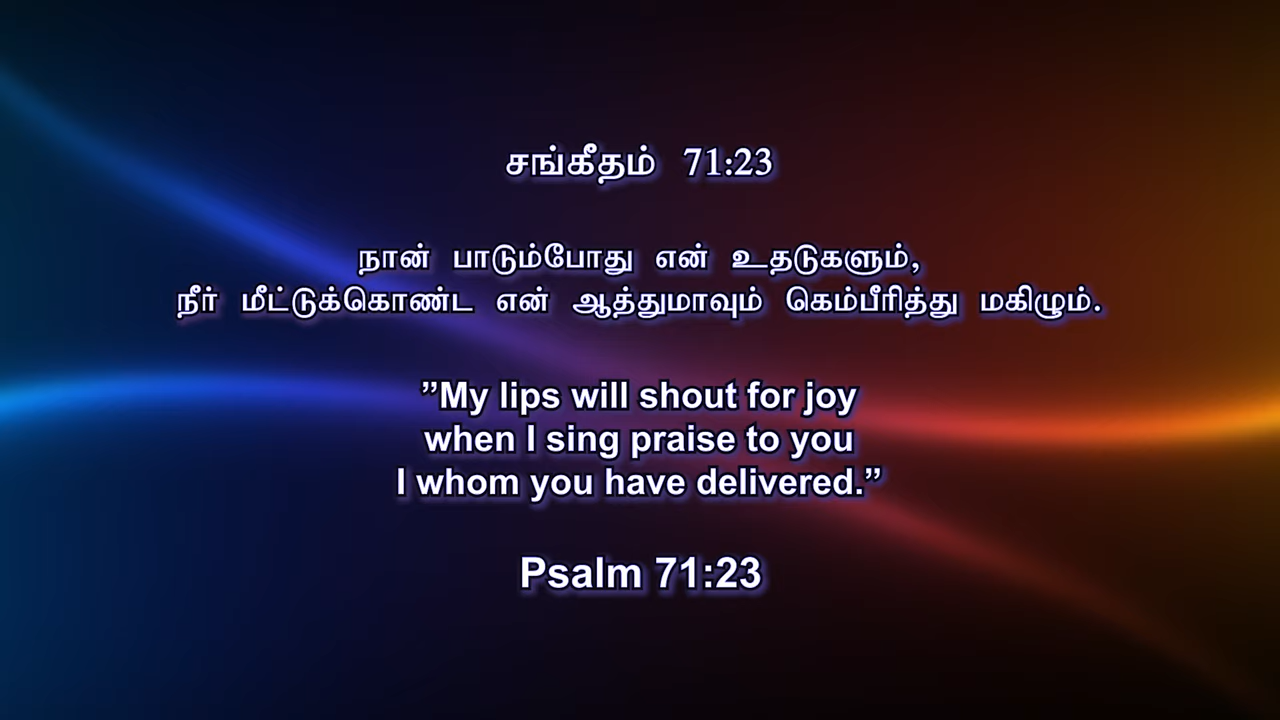 சங்கீதம் 71:23
நான் பாடும்போது என் உதடுகளும்,
நீர் மீட்டுக்கொண்ட என் ஆத்துமாவும் கெம்பீரித்து மகிழும்.
”My lips will shout for joy
when I sing praise to you
I whom you have delivered.”
Psalm 71:23